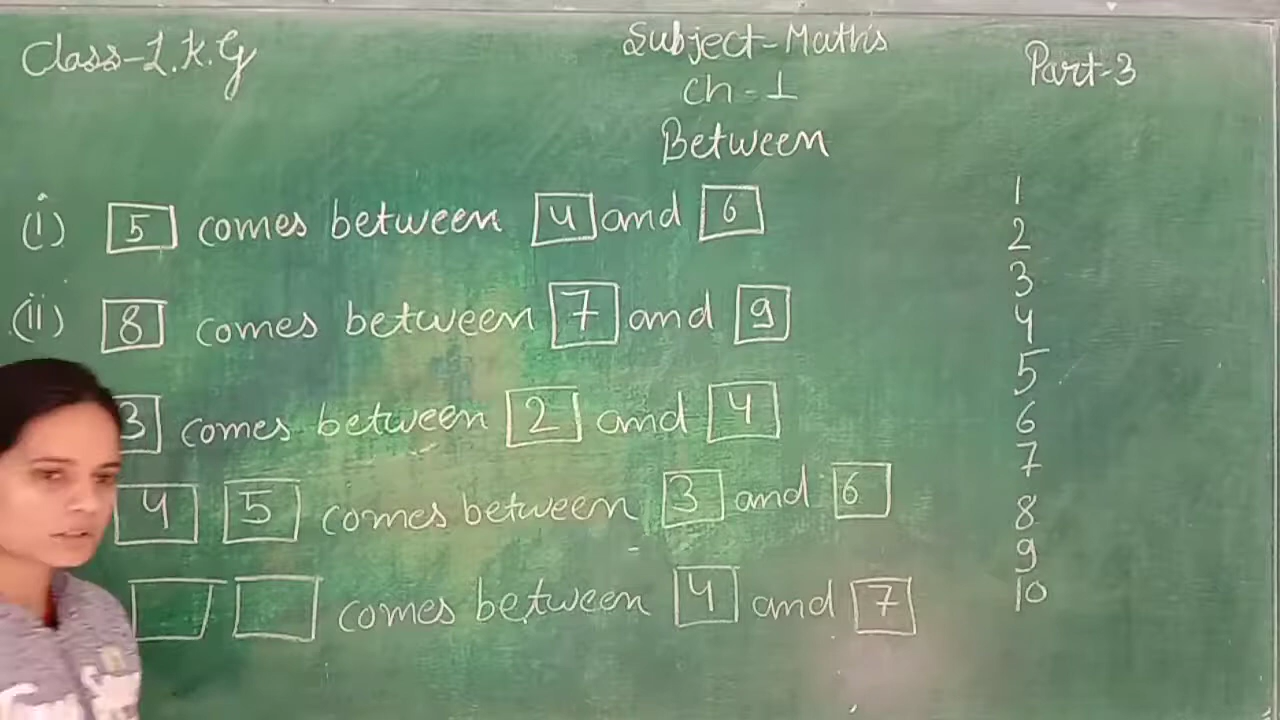 Class-L.K.G
Subject-Maths
Part-3
Ch-1
Between
(i) 5 comes between 4 and 6
(ii) 8 comes between 7 and 9
3 comes between 2 and 4
4 5 comes between 3 and 6
comes between 4 and 7
1
2
3
4
5
6
7
8
9
10